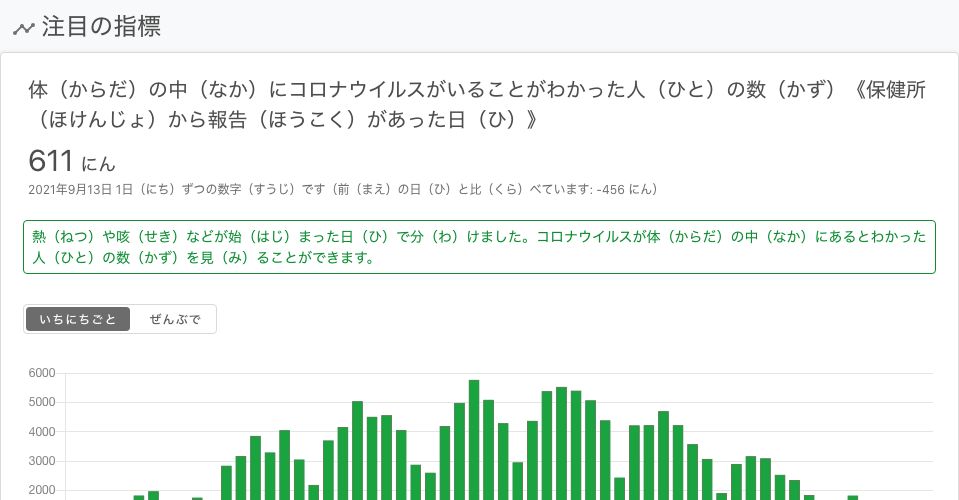 注目の指標
体（からだ）の中（なか）にコロナウイルスがいることがわかった人（ひと）の数（かず）《保健所
（ほけんじょ）から報告（ほうこく）があった日（ひ）》
611 にん
2021年9月13日 1日（にち）ずつの数字（すうじ）です（前（まえ）の日（ひ）と比（くら）べています: -456 にん）
熱（ねつ）や咳（せき）などが始（はじ）まった日（ひ）で分（わ）けました。コロナウイルスが体（からだ）の中（なか）にあるとわかった
人（ひと）の数（かず）を見（み）ることができます。
いちにちごと ぜんぶで
6000
5000
4000
3000
2000